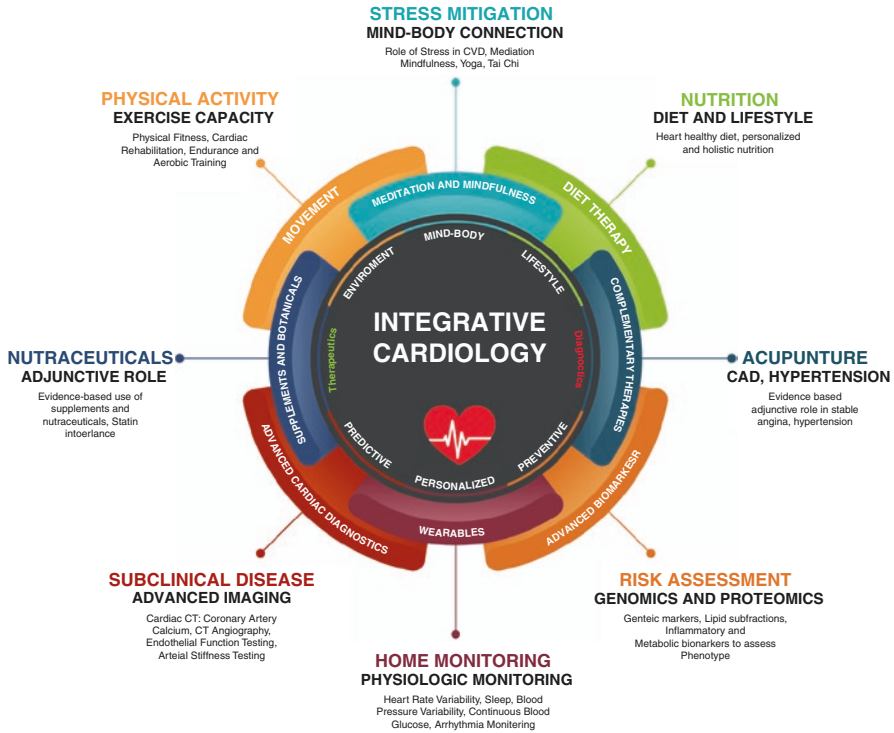 STRESS MITIGATION
MIND-BODY CONNECTION
Role of Stress in CVD, Mediation
Mindfulness, Yoga, Tai Chi
PHYSICAL ACTIVITY
EXERCISE CAPACITY
Physical Fitness, Cardiac
Rehabilitation, Endurance and
Aerobic Training
NUTRITION
DIET AND LIFESTYLE
Heart healthy diet, personalized
and holistic nutrition
MOVEMENT
MEDITATION AND MINDFULNESS
DIET THERAPY
SUPPLEMENTS AND BOTANICALS
COMPLEMENTARY THERAPIES
ENVIROMENT
MIND-BODY
LIFESTYLE
Therapeutics
INTEGRATIVE
CARDIOLOGY
Diagnoctics
PREDICTIVE
PERSONALIZED
PREVENTIVE
NUTRACEUTICALS
ADJUNCTIVE ROLE
Evidence-based use of
supplements and
nutraceuticals, Statin
intoerlance
ACUPUNTURE
CAD, HYPERTENSION
Evidence based
adjunctive role in stable
angina, hypertension
ADVANCED CARDIAC DIAGNOSTICS
WEARABLES
ADVANCED BIOMARKESR
SUBCLINICAL DISEASE
ADVANCED IMAGING
Cardiac CT: Coronary Artery
Calcium, CT Angiography,
Endothelial Function Testing,
Arteial Stiffness Testing
RISK ASSESSMENT
GENOMICS AND PROTEOMICS
Genteic markers, Lipid subfractions,
Inflammatory and
Metabolic bionarkers to assess
Phenotype
HOME MONITORING
PHYSIOLOGIC MONITORING
Heart Rate Variability, Sleep, Blood
Pressure Variability, Continuous Blood
Glucose, Arrhythmia Monitering